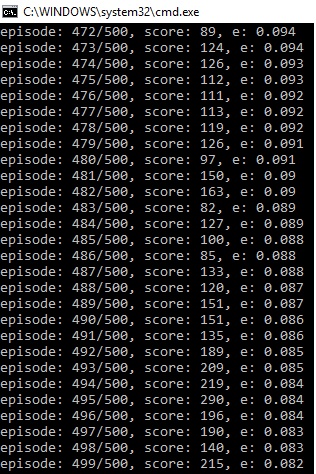 C:\WINDOWS\system32\cmd.exe
episode: 472/500, score: 89, e: 0.094
episode: 473/500, score: 124, e: 0.094
episode: 474/500, score: 126, e: 0.093
episode: 475/500, score: 112, e: 0.093
episode: 476/500, score: 111, e: 0.092
episode: 477/500, score: 113, e: 0.092
episode: 478/500, score: 119, e: 0.092
episode: 479/500, score: 126, e: 0.091
episode: 480/500, score: 97, e: 0.091
episode: 481/500, score: 150, e: 0.09
episode: 482/500, score: 163, e: 0.09
episode: 483/500, score: 82, e: 0.089
episode: 484/500, score: 127, e: 0.089
episode: 485/500, score: 100, e: 0.088
episode: 486/500, score: 85, e: 0.088
episode: 487/500, score: 133, e: 0.088
episode: 488/500, score: 120, e: 0.087
episode: 489/500, score: 151, e: 0.087
episode: 490/500, score: 151, e: 0.086
episode: 491/500, score: 135, e: 0.086
episode: 492/500, score: 189, e: 0.085
episode: 493/500, score: 209, e: 0.085
episode: 494/500, score: 219, e: 0.084
episode: 495/500, score: 290, e: 0.084
episode: 496/500, score: 196, e: 0.084
episode: 497/500, score: 190, e: 0.083
episode: 498/500, score: 140, e: 0.083
episode: 499/500, score: 215, e: 0.082